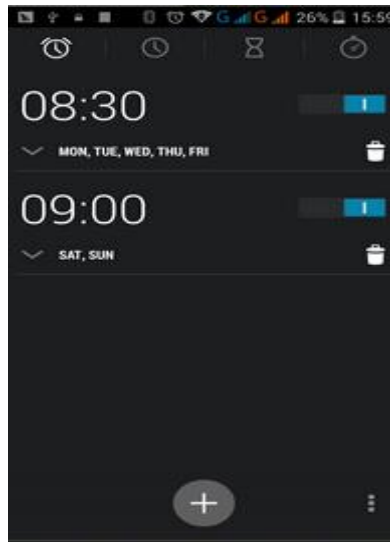 G G 26% 15:59
08:30
MON, TUE, WED, THU, FRI
09:00
SAT, SUN